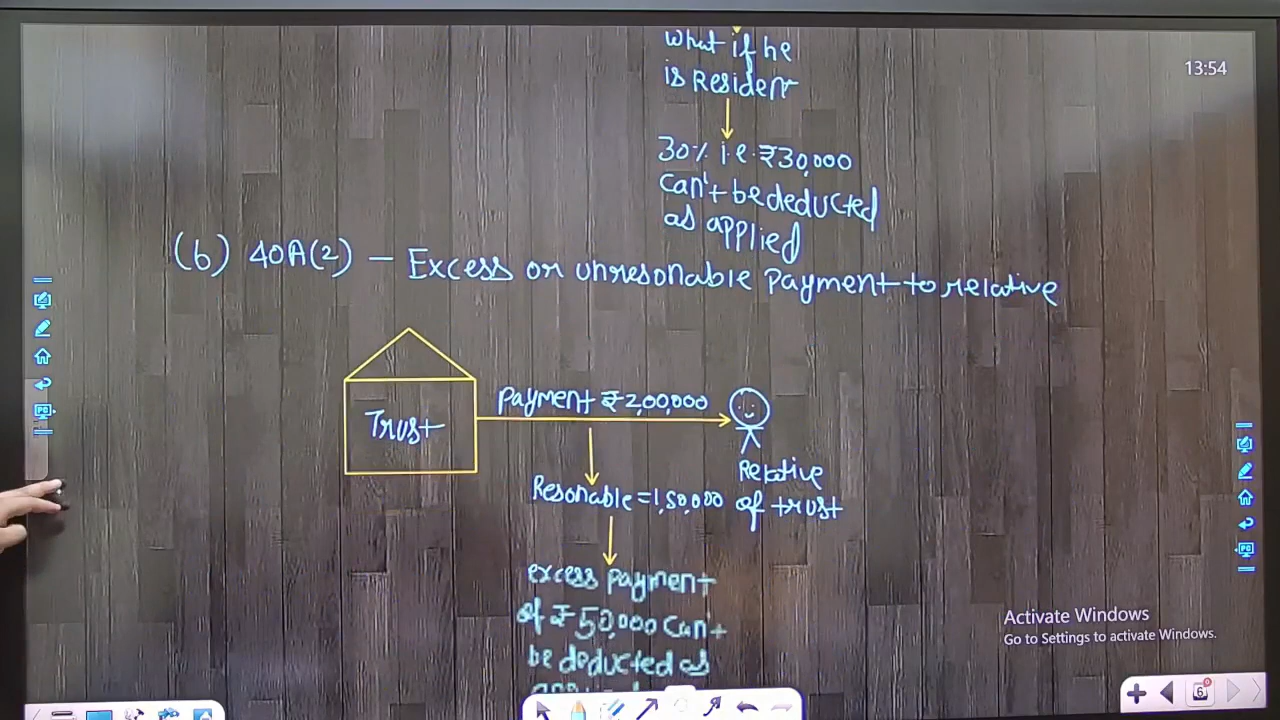 what if he
is Resident
13:54
30% i.e. ₹30,000
can't be deducted
as applied
(b) 40A(2) – Excess or unresonable payment to relative
Payment ₹2,00,000
Trust
Relative
of trust
Resonable = 1,50,000
excess payment
of ₹50,000 can't
be deducted as
Activate Windows
Go to Settings to activate Windows.
6